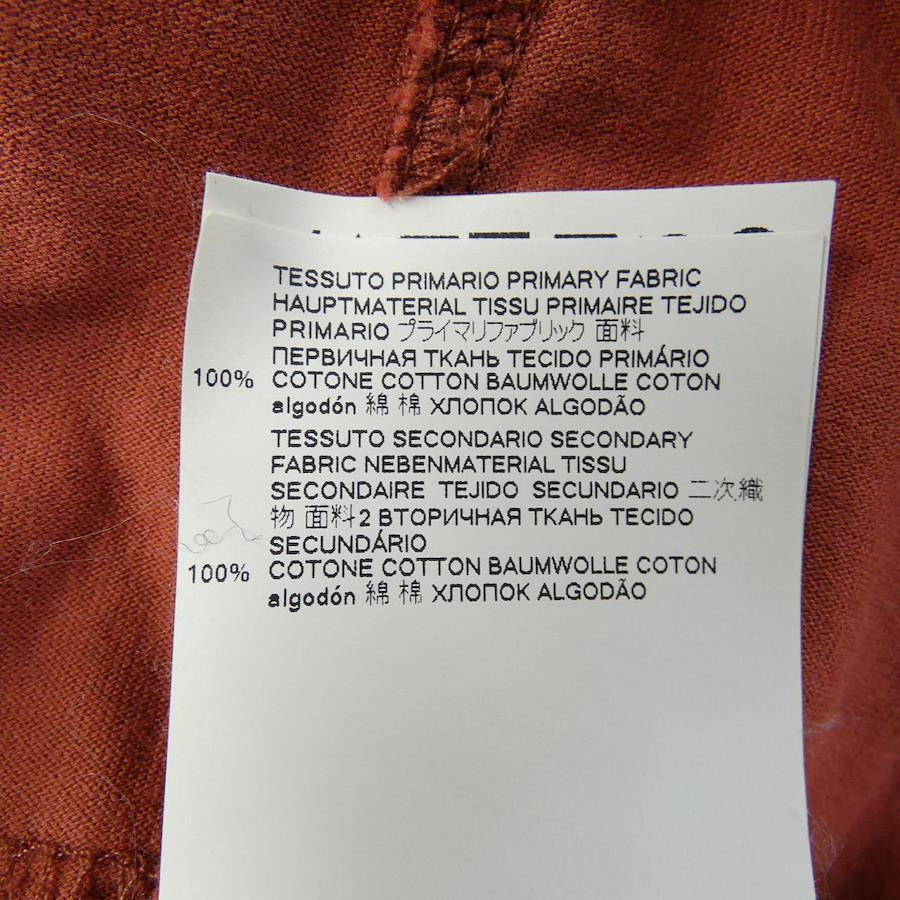 TESSUTO PRIMARIO PRIMARY FABRIC
HAUPTMATERIAL TISSU PRIMAIRE TEJIDO
PRIMARIO プライマリファブリック 面料
ПЕРВИЧНАЯ ТКАНЬ TECIDO PRIMÁRIO
100% COTONE COTTON BAUMWOLLE COTON
algodón 綿 棉 ХЛОПОК ALGODÃO
TESSUTO SECONDARIO SECONDARY
FABRIC NEBENMATERIAL TISSU
SECONDAIRE TEJIDO SECUNDARIO 二次織
物 面料2 ВТОРИЧНАЯ ТКАНЬ TECIDO
SECUNDÁRIO
100% COTONE COTTON BAUMWOLLE COTON
algodón 綿 棉 ХЛОПОК ALGODÃO